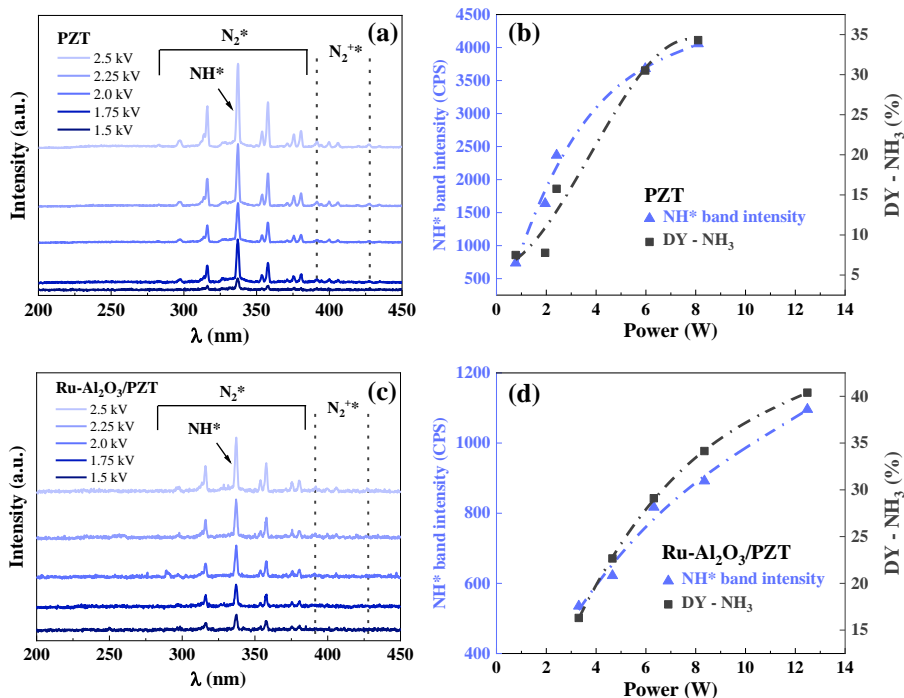 (a)
PZT
2.5 kV
2.25 kV
2.0 kV
1.75 kV
1.5 kV
N₂*
N₂⁺*
NH*
Intensity (a.u.)
200 250 300 350 400 450
λ (nm)
(b)
4500
4000
3500
3000
2500
2000
1500
1000
500
NH* band intensity (CPS)
35
30
25
20
15
10
5
DY - NH₃ (%)
PZT
NH* band intensity
DY - NH₃
0 2 4 6 8 10 12 14
Power (W)
(c)
Ru-Al₂O₃/PZT
2.5 kV
2.25 kV
2.0 kV
1.75 kV
1.5 kV
N₂*
N₂⁺*
NH*
Intensity (a.u.)
200 250 300 350 400 450
λ (nm)
(d)
1200
1000
800
600
400
NH* band intensity (CPS)
40
35
30
25
20
15
DY - NH₃ (%)
Ru-Al₂O₃/PZT
NH* band intensity
DY - NH₃
0 2 4 6 8 10 12 14
Power (W)